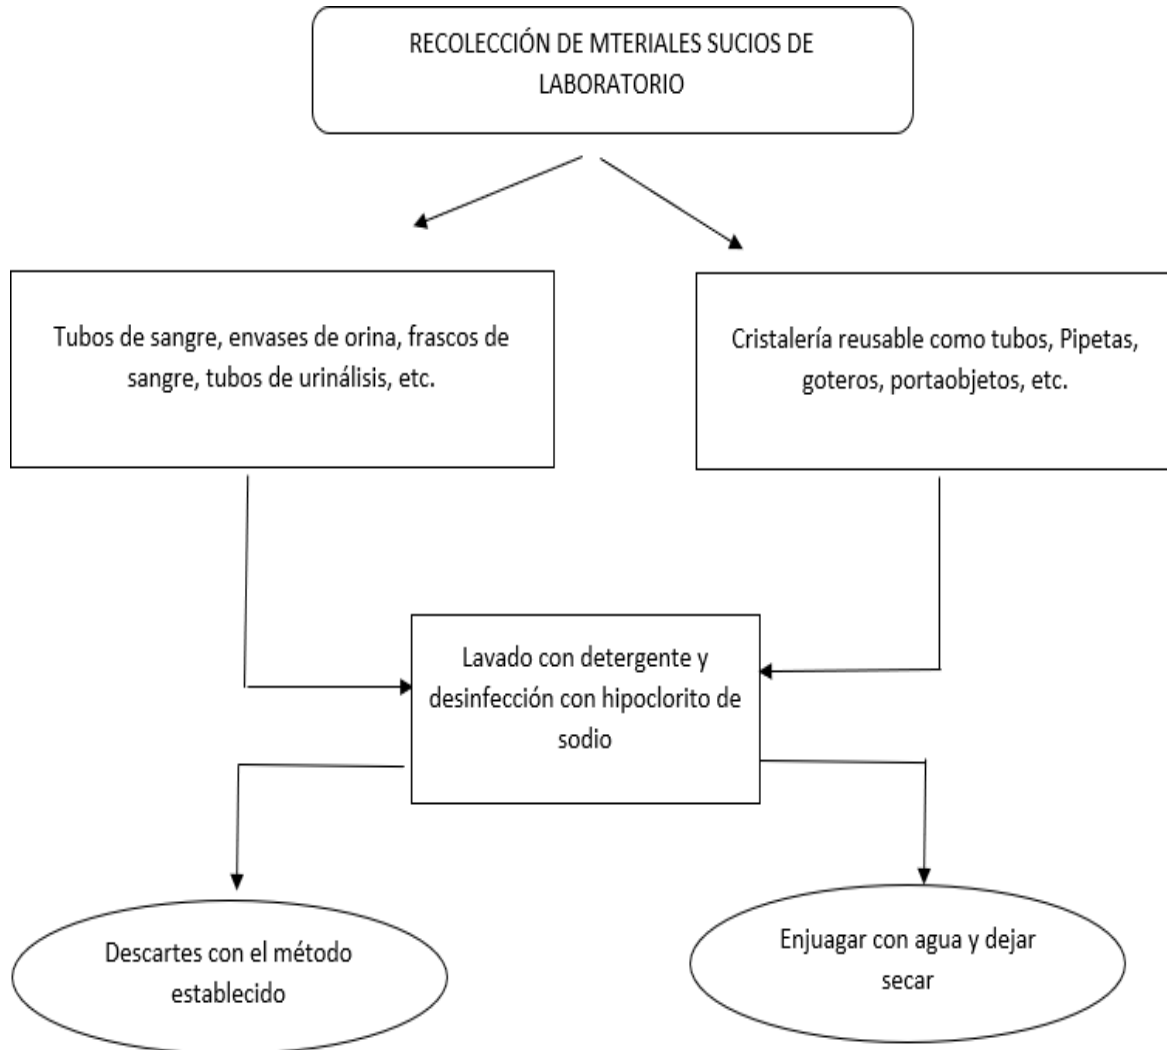 RECOLECCIÓN DE MTERIALES SUCIOS DE
LABORATORIO
Tubos de sangre, envases de orina, frascos de
sangre, tubos de urinálisis, etc.
Cristalería reusable como tubos, Pipetas,
goteros, portaobjetos, etc.
Lavado con detergente y
desinfección con hipoclorito de
sodio
Descartes con el método
establecido
Enjuagar con agua y dejar
secar